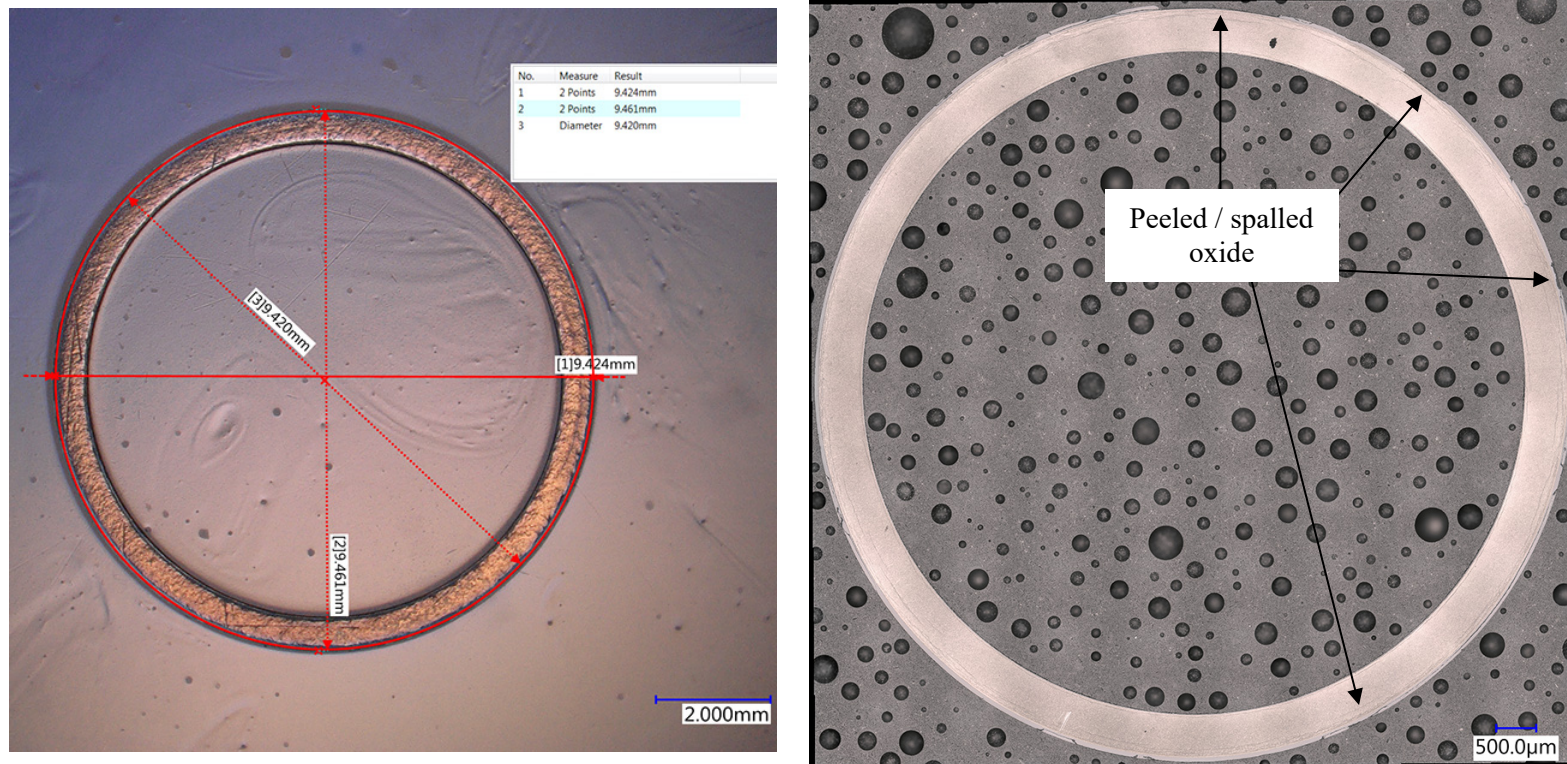 No. Measure Result
1 2 Points 9.424mm
2 2 Points 9.461mm
3 Diameter 9.420mm
[3]9.420mm
[1]9.424mm
[2]9.461mm
2.000mm
Peeled / spalled
oxide
500.0μm